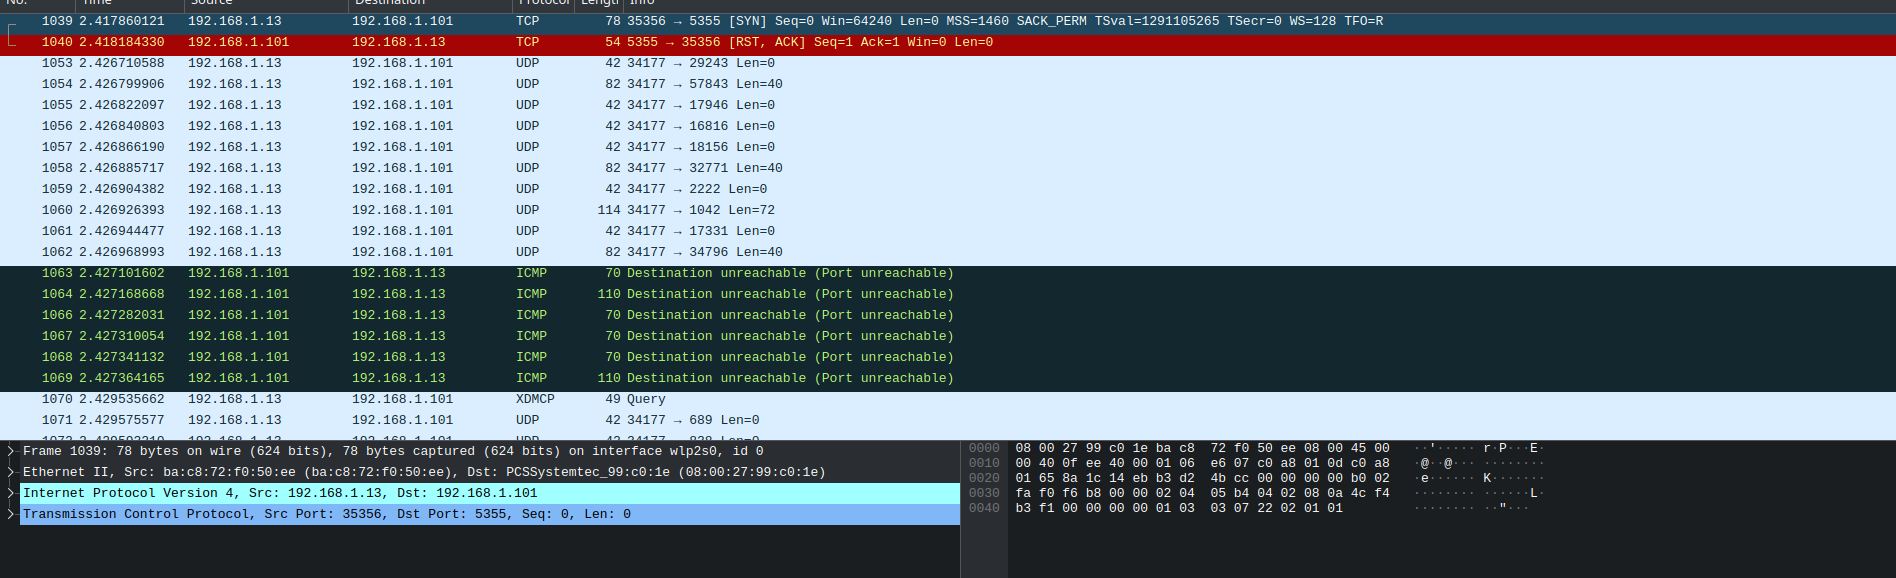 No. Time Source Destination Protocol Length Info
1039 2.417860121 192.168.1.13 192.168.1.101 TCP 78 35356 → 5355 [SYN] Seq=0 Win=64240 Len=0 MSS=1460 SACK_PERM TSval=1291105265 TSecr=0 WS=128 TFO=R
1040 2.418184330 192.168.1.101 192.168.1.13 TCP 54 5355 → 35356 [RST, ACK] Seq=1 Ack=1 Win=0 Len=0
1053 2.426710588 192.168.1.13 192.168.1.101 UDP 42 34177 → 29243 Len=0
1054 2.426799906 192.168.1.13 192.168.1.101 UDP 82 34177 → 57843 Len=40
1055 2.426822097 192.168.1.13 192.168.1.101 UDP 42 34177 → 17946 Len=0
1056 2.426840803 192.168.1.13 192.168.1.101 UDP 42 34177 → 16816 Len=0
1057 2.426866190 192.168.1.13 192.168.1.101 UDP 42 34177 → 18156 Len=0
1058 2.426885717 192.168.1.13 192.168.1.101 UDP 82 34177 → 32771 Len=40
1059 2.426904382 192.168.1.13 192.168.1.101 UDP 42 34177 → 2222 Len=0
1060 2.426926393 192.168.1.13 192.168.1.101 UDP 114 34177 → 1042 Len=72
1061 2.426944477 192.168.1.13 192.168.1.101 UDP 42 34177 → 17331 Len=0
1062 2.426968993 192.168.1.13 192.168.1.101 UDP 82 34177 → 34796 Len=40
1063 2.427101602 192.168.1.101 192.168.1.13 ICMP 70 Destination unreachable (Port unreachable)
1064 2.427168668 192.168.1.101 192.168.1.13 ICMP 110 Destination unreachable (Port unreachable)
1066 2.427282031 192.168.1.101 192.168.1.13 ICMP 70 Destination unreachable (Port unreachable)
1067 2.427310054 192.168.1.101 192.168.1.13 ICMP 70 Destination unreachable (Port unreachable)
1068 2.427341132 192.168.1.101 192.168.1.13 ICMP 70 Destination unreachable (Port unreachable)
1069 2.427364165 192.168.1.101 192.168.1.13 ICMP 110 Destination unreachable (Port unreachable)
1070 2.429535662 192.168.1.13 192.168.1.101 XDMCP 49 Query
1071 2.429575577 192.168.1.13 192.168.1.101 UDP 42 34177 → 689 Len=0
Frame 1039: 78 bytes on wire (624 bits), 78 bytes captured (624 bits) on interface wlp2s0, id 0
Ethernet II, Src: ba:c8:72:f0:50:ee (ba:c8:72:f0:50:ee), Dst: PCSSystemtec_99:c0:1e (08:00:27:99:c0:1e)
Internet Protocol Version 4, Src: 192.168.1.13, Dst: 192.168.1.101
Transmission Control Protocol, Src Port: 35356, Dst Port: 5355, Seq: 0, Len: 0
0000 08 00 27 99 c0 1e ba c8 72 f0 50 ee 08 00 45 00 ··'····· r·P···E·
0010 00 40 0f ee 40 00 01 06 e6 07 c0 a8 01 0d c0 a8 ·@··@··· ········
0020 01 65 8a 1c 14 eb b3 d2 4b cc 00 00 00 00 b0 02 ·e······ K·······
0030 fa f0 f6 b8 00 00 02 04 05 b4 04 02 08 0a 4c f4 ········ ······L·
0040 b3 f1 00 00 00 00 01 03 03 07 22 02 01 01 ········ ··"···